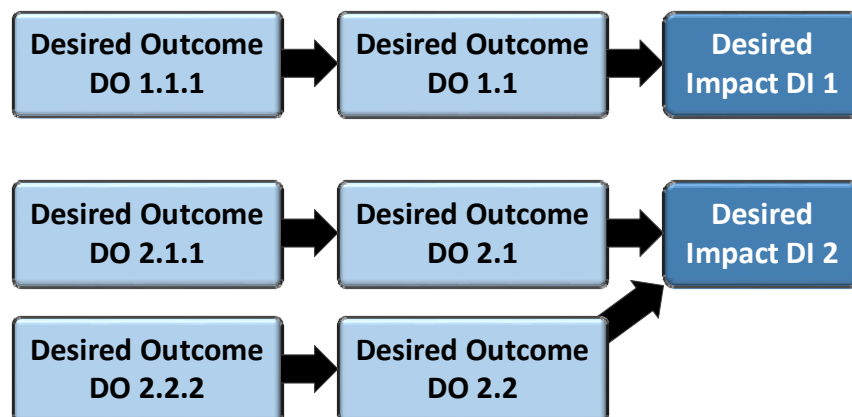 Desired Outcome
DO 1.1.1
Desired Outcome
DO 1.1
Desired
Impact DI 1
Desired Outcome
DO 2.1.1
Desired Outcome
DO 2.1
Desired
Impact DI 2
Desired Outcome
DO 2.2.2
Desired Outcome
DO 2.2